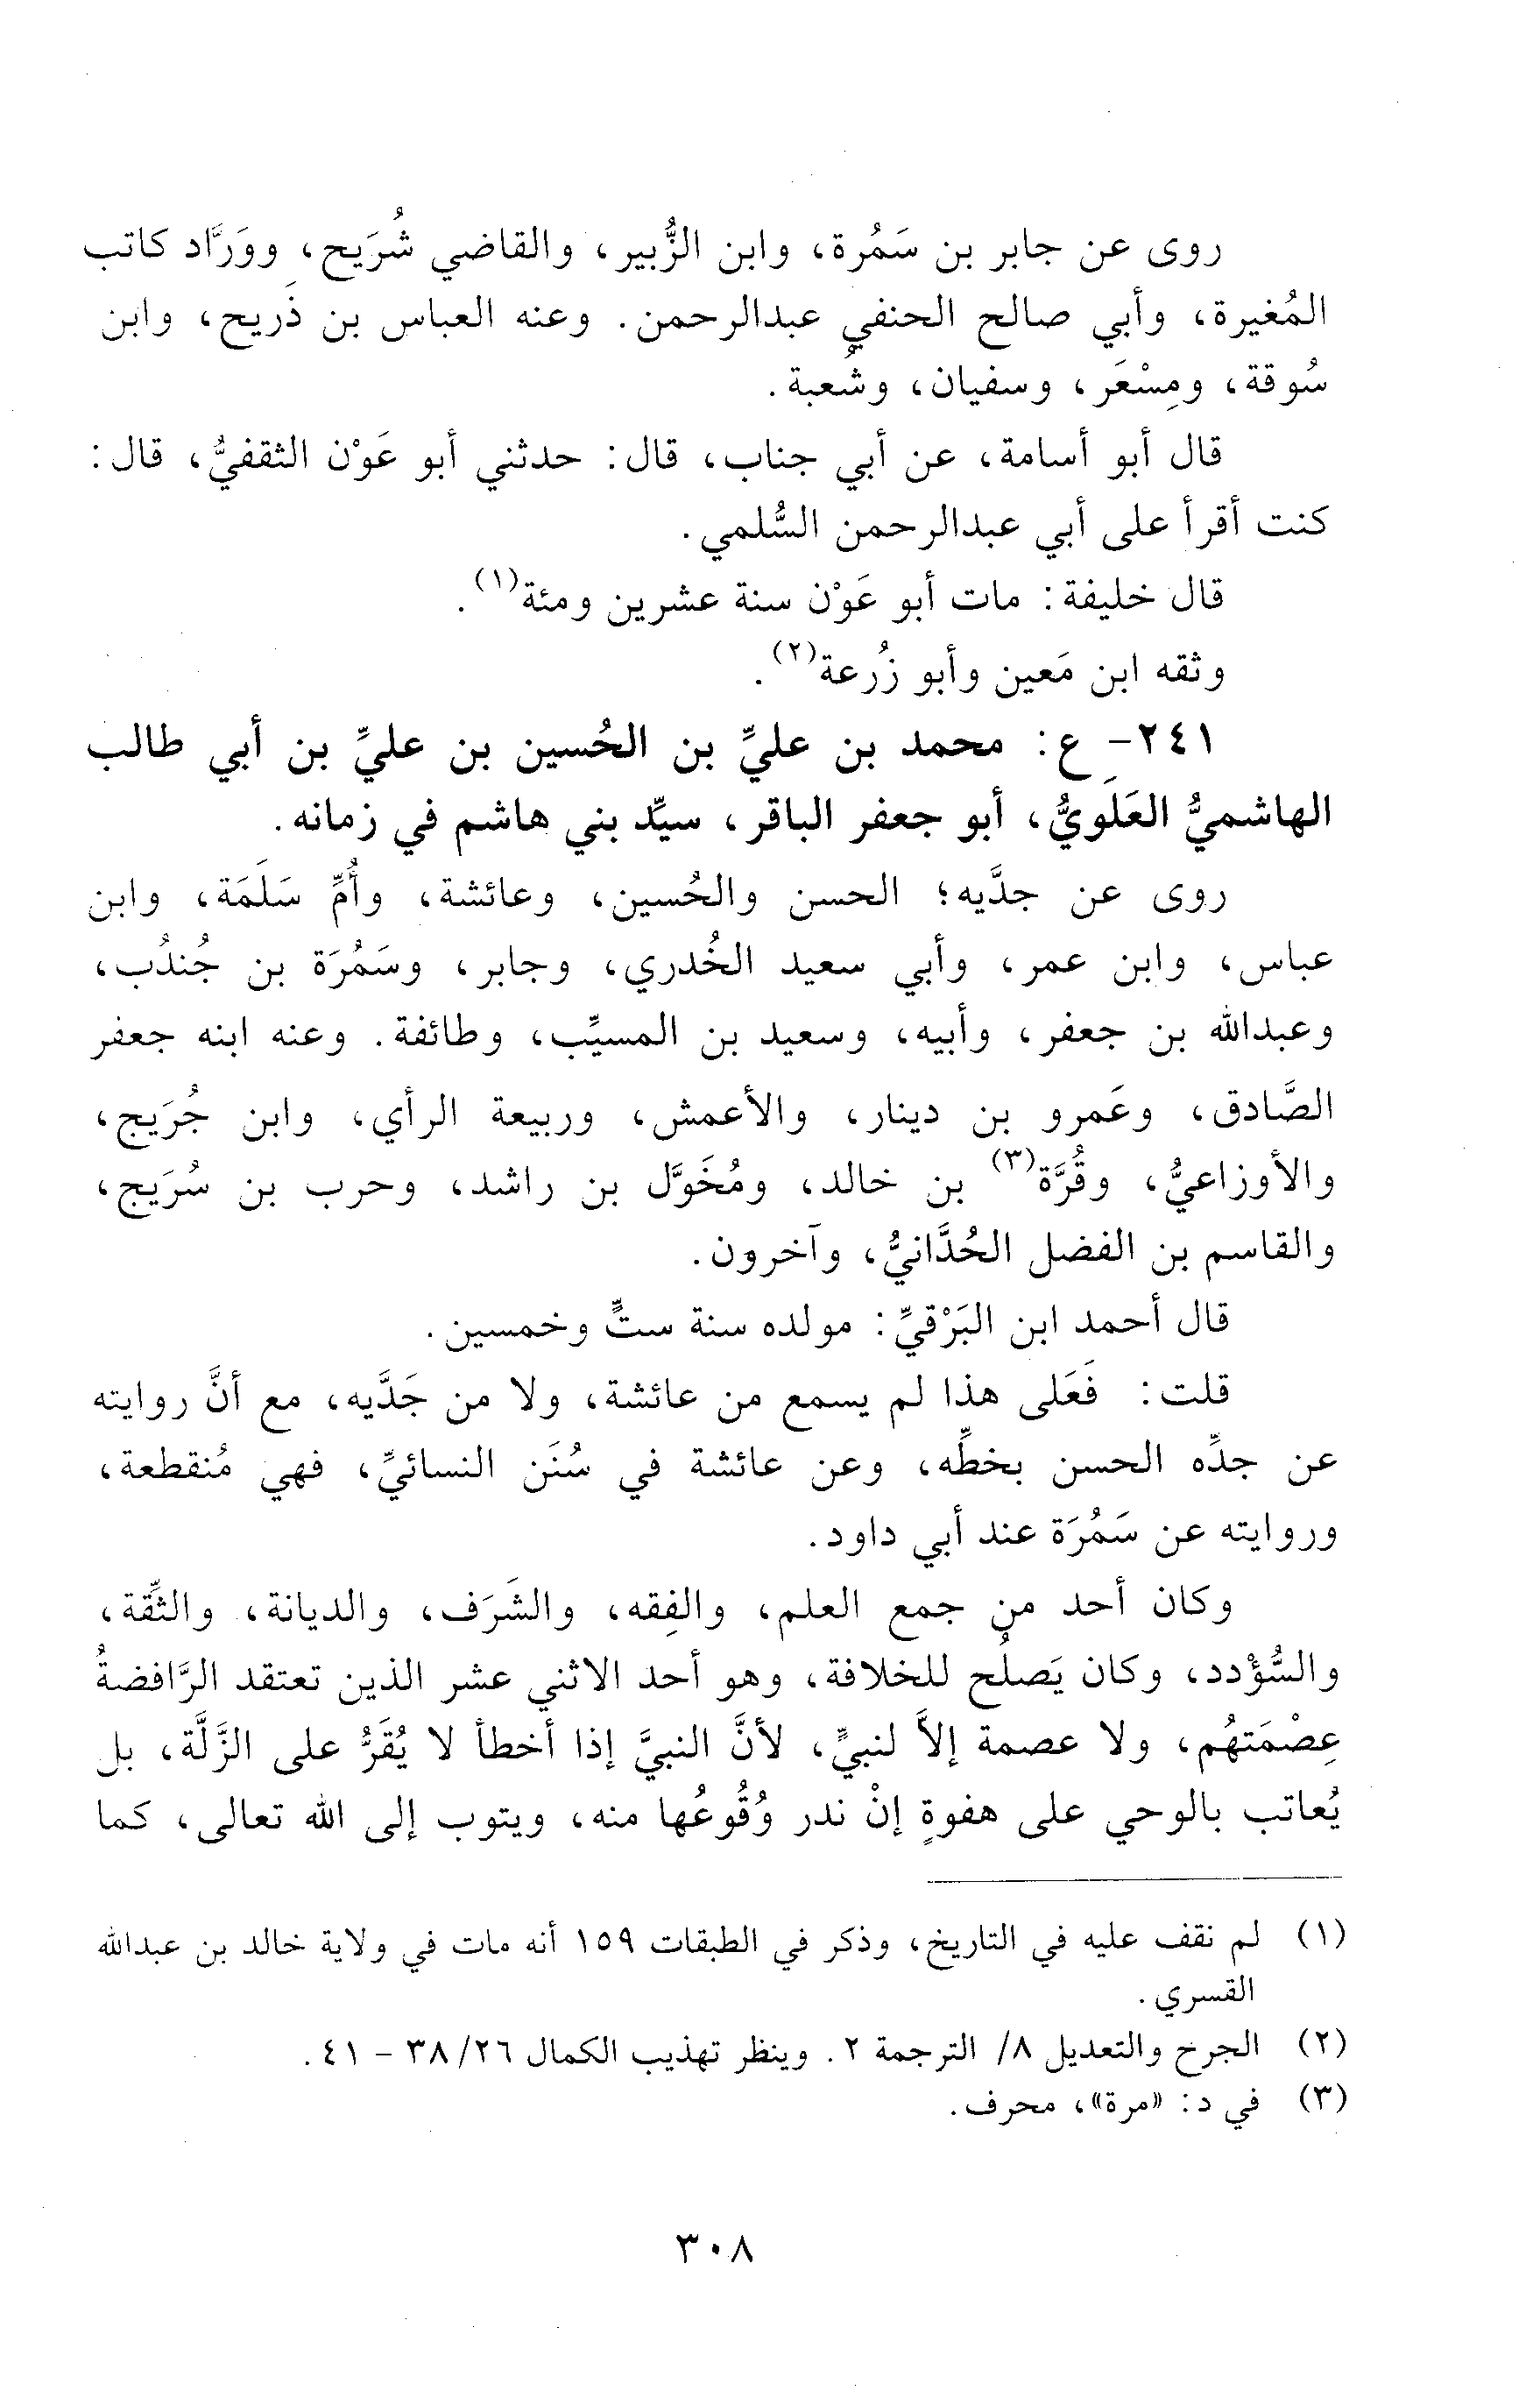 روى عن جابر بن سَمُرة، وابن الزُّبير، والقاضي شُرَيح، ووَرَّاد كاتب
المُغيرة، وأبي صالح الحنفي عبدالرحمن. وعنه العباس بن ذَريح، وابن
سُوقة، ومِسْعَر، وسفيان، وشُعبة.
قال أبو أسامة، عن أبي جناب، قال: حدثني أبو عَوْن الثقفيُّ، قال:
كنت أقرأ على أبي عبدالرحمن السُّلمي.
قال خليفة: مات أبو عَوْن سنة عشرين ومئة(١).
وثقه ابن مَعين وأبو زُرعة(٢).
٢٤١- ع: محمد بن عليِّ بن الحُسين بن عليِّ بن أبي طالب
الهاشميُّ العَلَويُّ، أبو جعفر الباقر، سيِّد بني هاشم في زمانه.
روى عن جدَّيه؛ الحسن والحُسين، وعائشة، وأُمِّ سَلَمَة، وابن
عباس، وابن عمر، وأبي سعيد الخُدري، وجابر، وسَمُرَة بن جُندُب،
وعبدالله بن جعفر، وأبيه، وسعيد بن المسيِّب، وطائفة. وعنه ابنه جعفر
الصَّادق، وعَمرو بن دينار، والأعمش، وربيعة الرأي، وابن جُرَيج،
والأوزاعيُّ، وقُرَّة(٣) بن خالد، ومُخَوَّل بن راشد، وحرب بن سُرَيج،
والقاسم بن الفضل الحُدَّانيُّ، وآخرون.
قال أحمد ابن البَرْقيِّ: مولده سنة ستٍّ وخمسين.
قلت: فَعَلى هذا لم يسمع من عائشة، ولا من جَدَّيه، مع أنَّ روايته
عن جدِّه الحسن بخطِّه، وعن عائشة في سُنَن النسائيِّ، فهي مُنقطعة،
وروايته عن سَمُرَة عند أبي داود.
وكان أحد من جمع العلم، والفِقه، والشَرَف، والديانة، والثِّقة،
والسُّؤْدد، وكان يَصلُح للخلافة، وهو أحد الاثني عشر الذين تعتقد الرَّافضةُ
عِصْمَتهُم، ولا عصمة إلاَّ لنبيٍّ، لأنَّ النبيَّ إذا أخطأ لا يُقَرُّ على الزَّلَّة، بل
يُعاتب بالوحي على هفوةٍ إنْ ندر وُقُوعُها منه، ويتوب إلى الله تعالى، كما
(١) لم نقف عليه في التاريخ، وذكر في الطبقات ١٥٩ أنه مات في ولاية خالد بن عبدالله
القسري.
(٢) الجرح والتعديل ٨/ الترجمة ٢. وينظر تهذيب الكمال ٢٦/٣٨ - ٤١.
(٣) في د: «مرة»، محرف.
٣٠٨